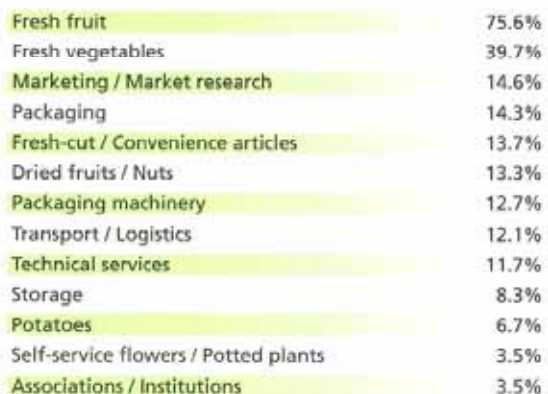 Fresh fruit 75.6%
Fresh vegetables 39.7%
Marketing / Market research 14.6%
Packaging 14.3%
Fresh-cut / Convenience articles 13.7%
Dried fruits / Nuts 13.3%
Packaging machinery 12.7%
Transport / Logistics 12.1%
Technical services 11.7%
Storage 8.3%
Potatoes 6.7%
Self-service flowers / Potted plants 3.5%
Associations / Institutions 3.5%